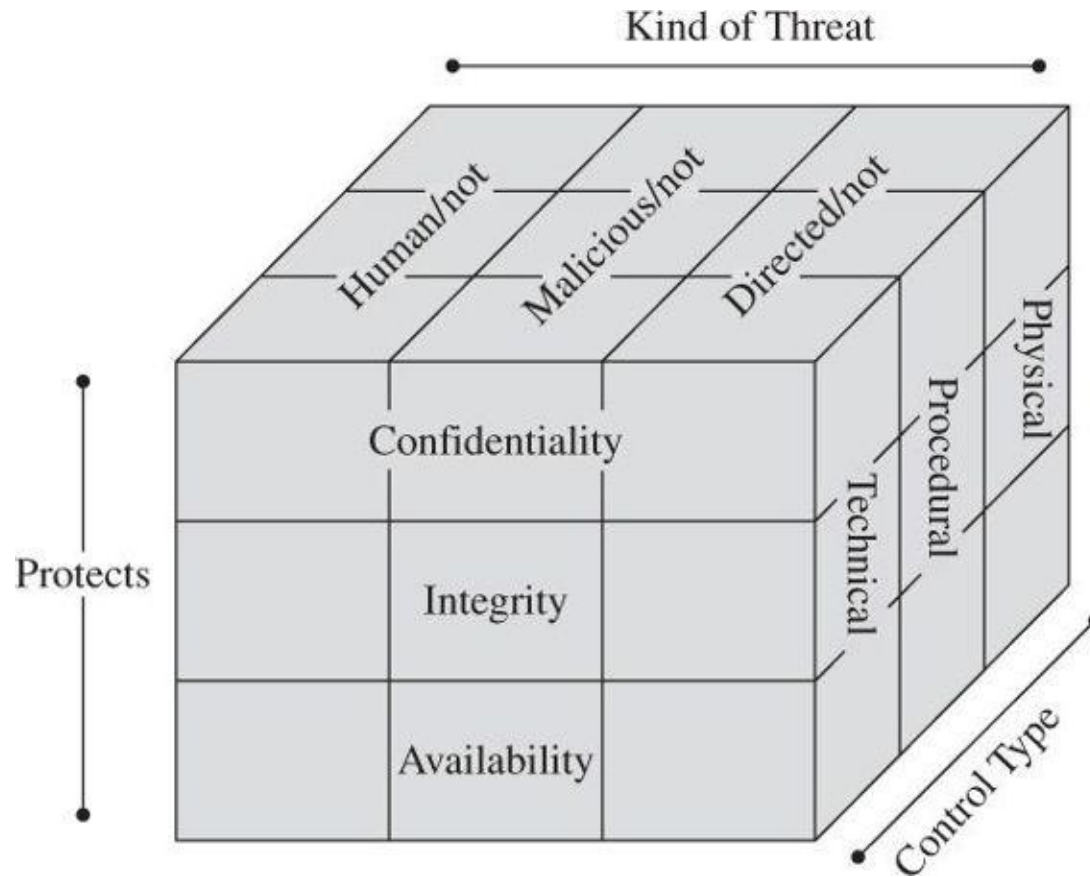 Kind of Threat
Human/not
Malicious/not
Directed/not
Physical
Procedural
Technical
Confidentiality
Integrity
Availability
Protects
Control Type